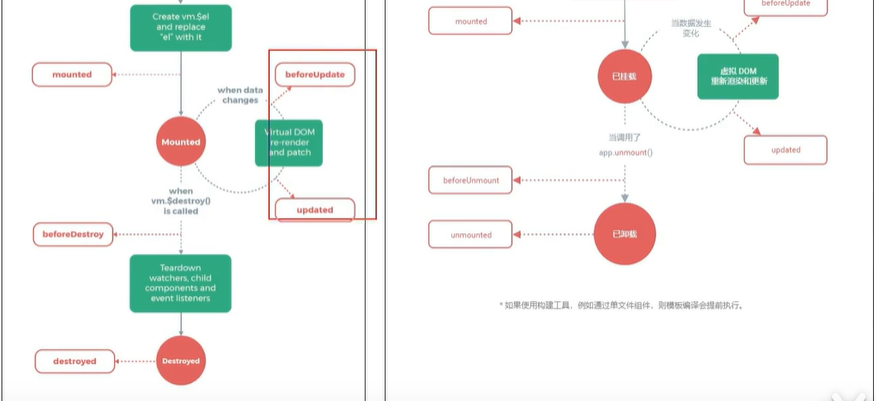 Create vm.$el
and replace
"el" with it
mounted
beforeUpdate
when data
changes
Mounted
Virtual DOM
re-render
and patch
when
vm.$destroy()
is called
updated
beforeDestroy
Teardown
watchers, child
components and
event listeners
destroyed
Destroyed
beforeUpdate
mounted
当数据发生
变化
已挂载
虚拟 DOM
重新渲染和更新
当调用了
app.unmount()
updated
beforeUnmount
unmounted
已卸载
* 如果使用构建工具，例如通过单文件组件，则模板编译会提前执行。